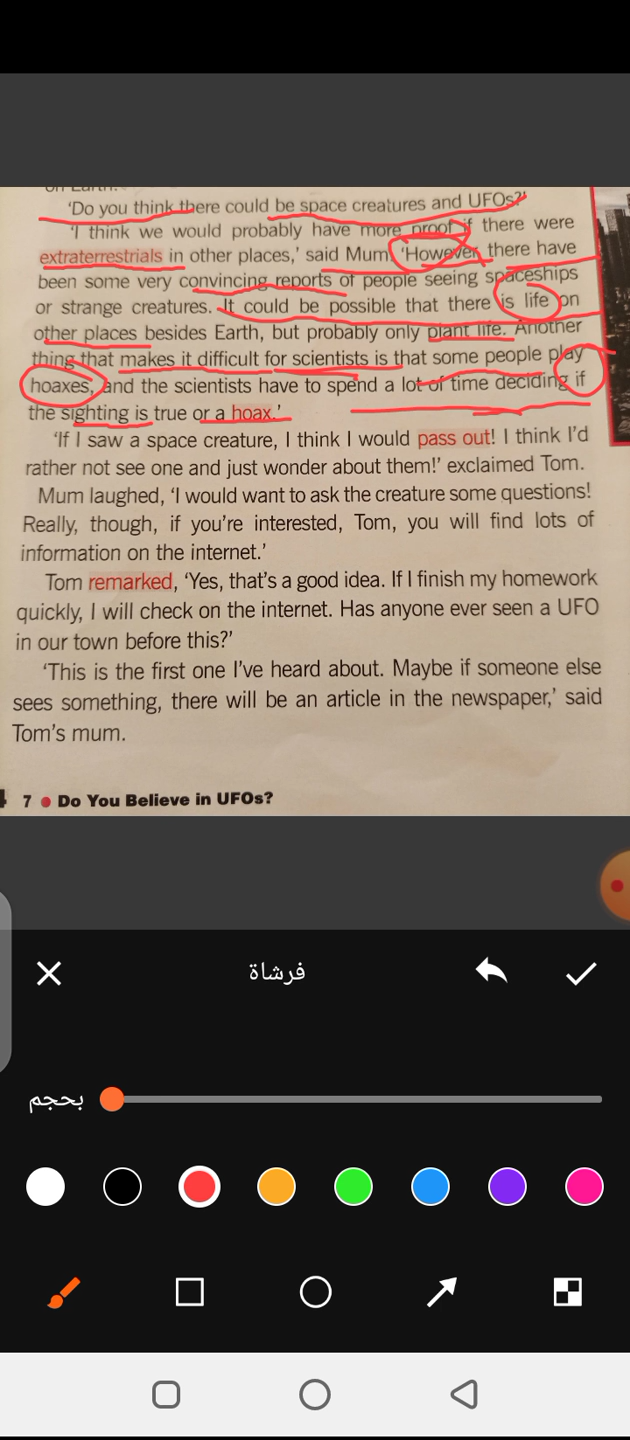 on Earth.'
'Do you think there could be space creatures and UFOs?'
'I think we would probably have more proof if there were
extraterrestrials in other places,' said Mum. 'However, there have
been some very convincing reports of people seeing spaceships
or strange creatures. It could be possible that there is life on
other places besides Earth, but probably only plant life. Another
thing that makes it difficult for scientists is that some people play
hoaxes, and the scientists have to spend a lot of time deciding if
the sighting is true or a hoax.'
'If I saw a space creature, I think I would pass out! I think I'd
rather not see one and just wonder about them!' exclaimed Tom.
Mum laughed, 'I would want to ask the creature some questions!
Really, though, if you're interested, Tom, you will find lots of
information on the internet.'
Tom remarked, 'Yes, that's a good idea. If I finish my homework
quickly, I will check on the internet. Has anyone ever seen a UFO
in our town before this?'
'This is the first one I've heard about. Maybe if someone else
sees something, there will be an article in the newspaper,' said
Tom's mum.
7 • Do You Believe in UFOs?
فرشاة
بحجم